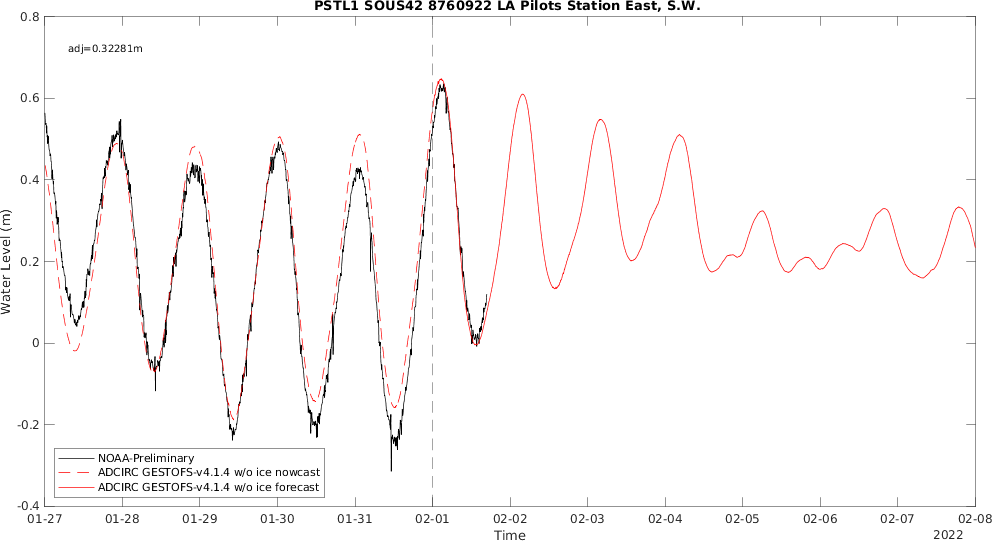 PSTL1 SOUS42 8760922 LA Pilots Station East, S.W.
adj=0.32281m
Water Level (m)
0.8
0.6
0.4
0.2
0
-0.2
-0.4
NOAA-Preliminary
ADCIRC GESTOFS-v4.1.4 w/o ice nowcast
ADCIRC GESTOFS-v4.1.4 w/o ice forecast
01-27 01-28 01-29 01-30 01-31 02-01 02-02 02-03 02-04 02-05 02-06 02-07 02-08
Time
2022